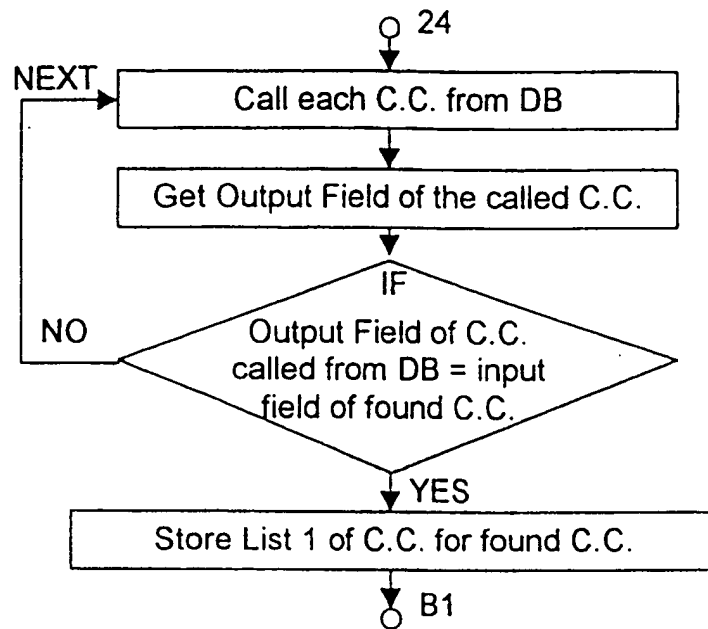 24
NEXT
Call each C.C. from DB
Get Output Field of the called C.C.
IF
NO
Output Field of C.C.
called from DB = input
field of found C.C.
YES
Store List 1 of C.C. for found C.C.
B1